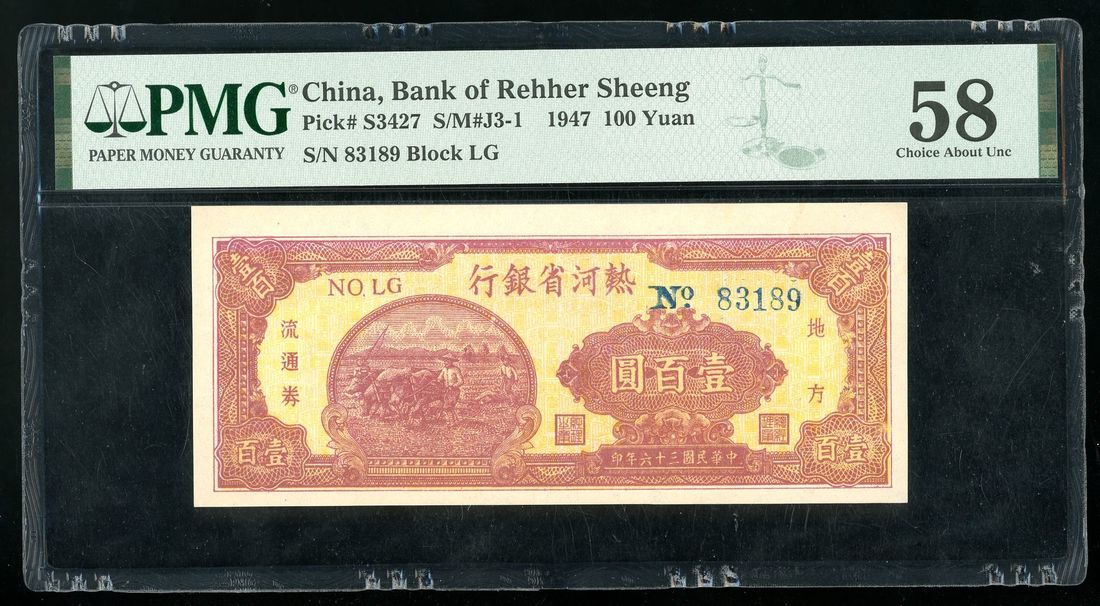 PMG®
PAPER MONEY GUARANTY
China, Bank of Rehher Sheeng
Pick# S3427 S/M#J3-1 1947 100 Yuan
S/N 83189 Block LG
58
Choice About Unc
壹百
行銀省河熱
NO. LG
Nº 83189
流通券
地方
圓百壹
印年六十三國民華中
百壹
百壹